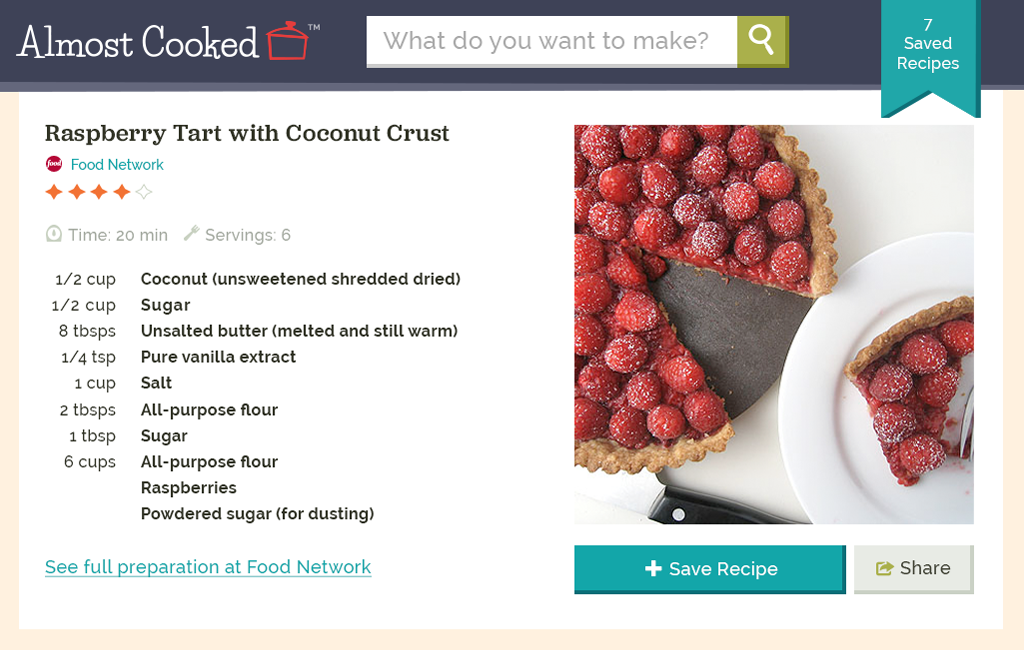 Almost Cooked™
What do you want to make?
7
Saved
Recipes
Raspberry Tart with Coconut Crust
food Food Network
Time: 20 min Servings: 6
1/2 cup Coconut (unsweetened shredded dried)
1/2 cup Sugar
8 tbsps Unsalted butter (melted and still warm)
1/4 tsp Pure vanilla extract
1 cup Salt
2 tbsps All-purpose flour
1 tbsp Sugar
6 cups All-purpose flour
Raspberries
Powdered sugar (for dusting)
See full preparation at Food Network
Save Recipe
Share